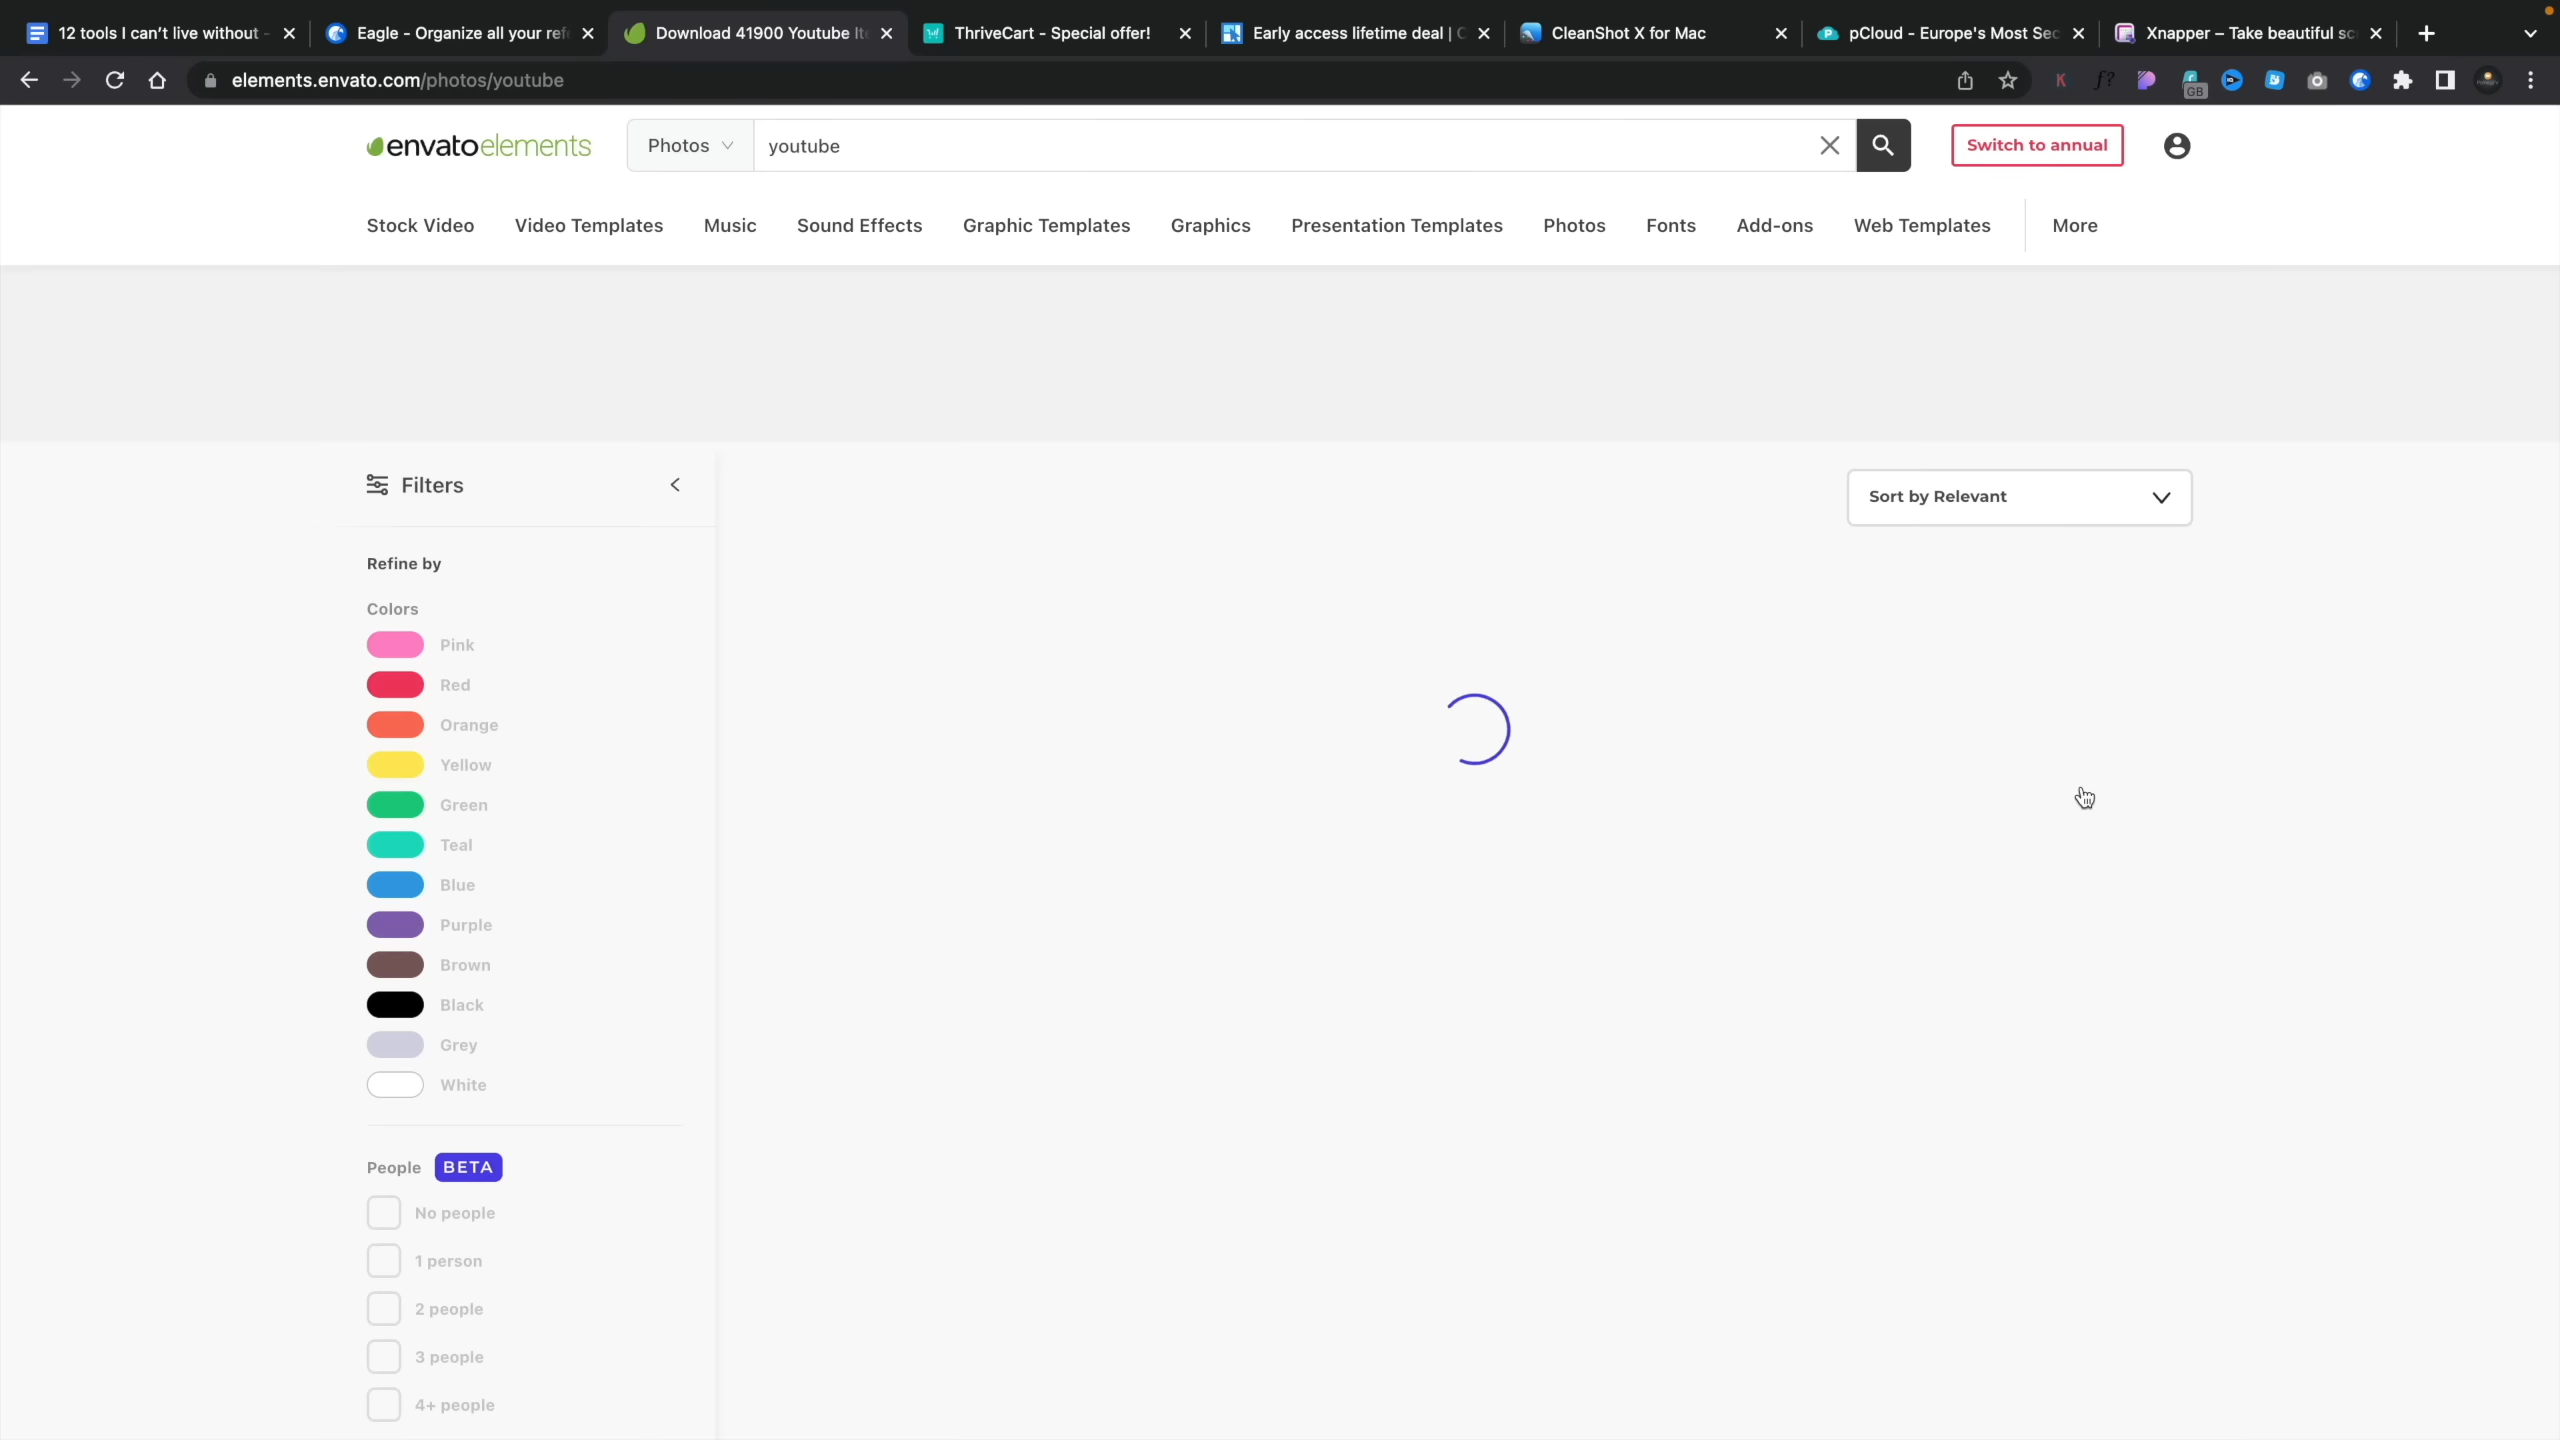 12 tools I can't live without -
Eagle - Organize all your ref
Download 41900 Youtube Ite
ThriveCart - Special offer!
Early access lifetime deal | C
CleanShot X for Mac
pCloud - Europe's Most Sec
Xnapper – Take beautiful sc
elements.envato.com/photos/youtube
K
f?
GB
envatoelements
Photos
youtube
Switch to annual
Stock Video
Video Templates
Music
Sound Effects
Graphic Templates
Graphics
Presentation Templates
Photos
Fonts
Add-ons
Web Templates
More
Filters
Sort by Relevant
Refine by
Colors
Pink
Red
Orange
Yellow
Green
Teal
Blue
Purple
Brown
Black
Grey
White
People BETA
No people
1 person
2 people
3 people
4+ people